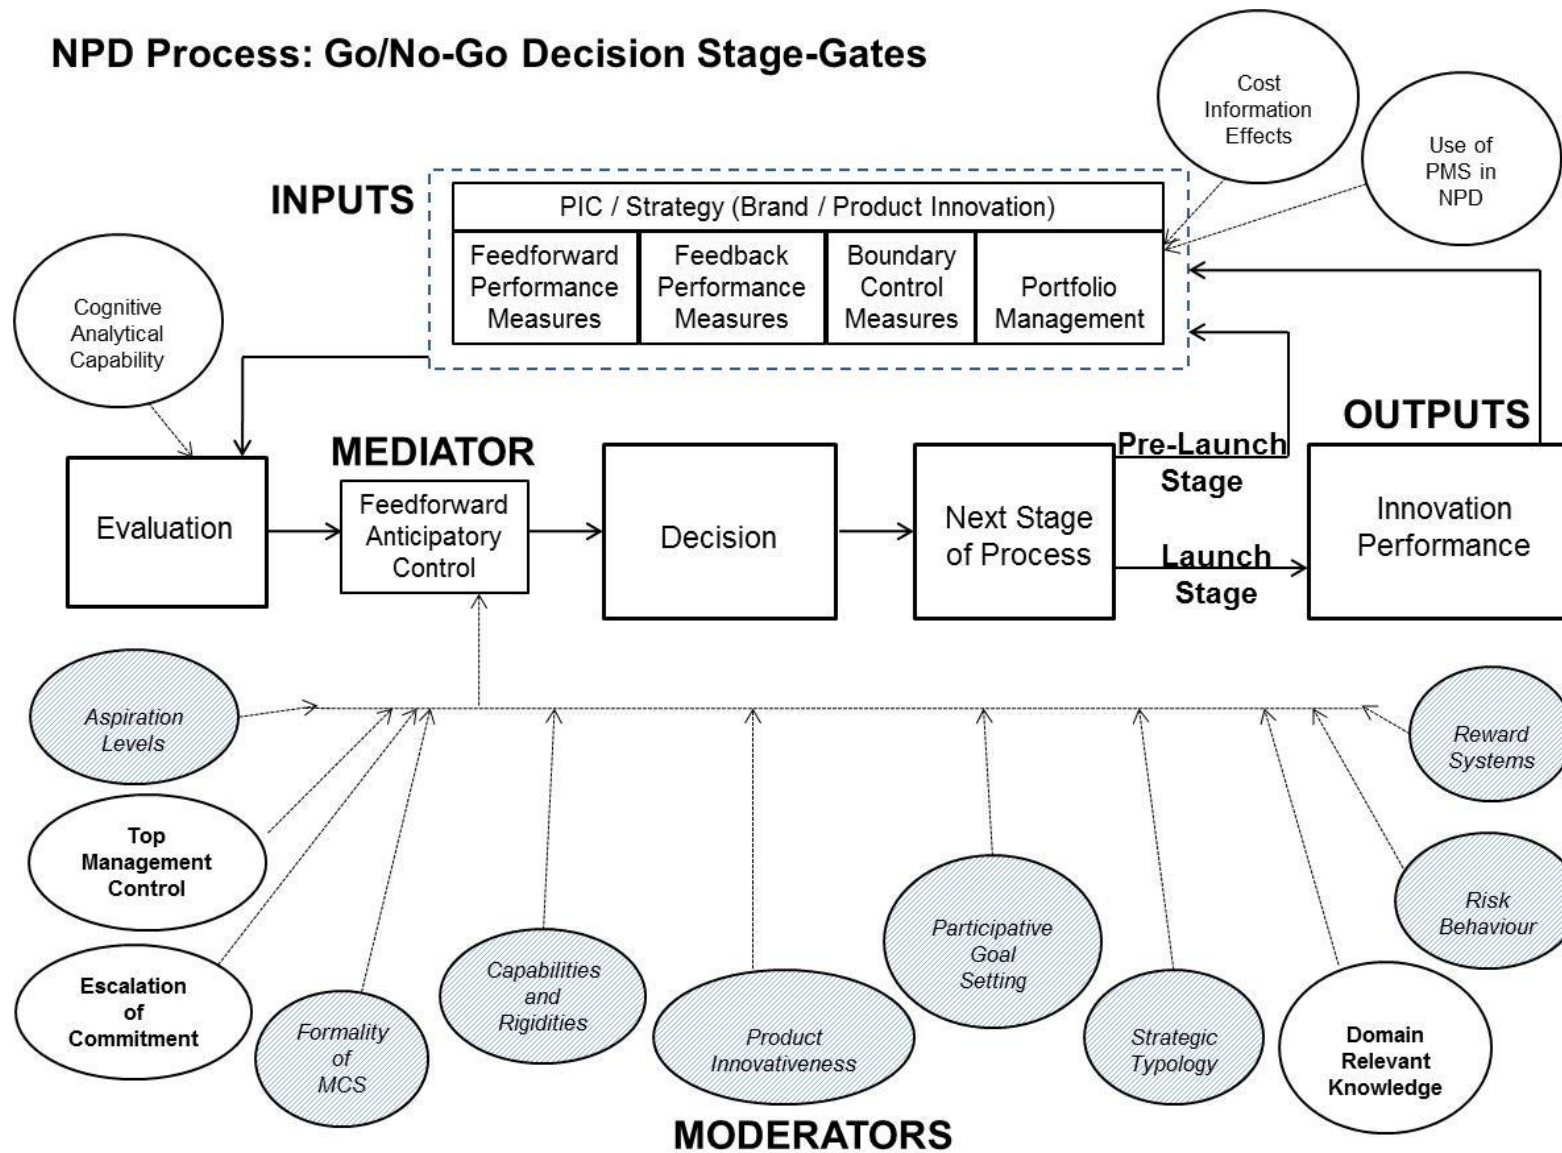 NPD Process: Go/No-Go Decision Stage-Gates
Cost
Information
Effects
Use of
PMS in
NPD
INPUTS
PIC / Strategy (Brand / Product Innovation)
Feedforward
Performance
Measures
Feedback
Performance
Measures
Boundary
Control
Measures
Portfolio
Management
Cognitive
Analytical
Capability
OUTPUTS
MEDIATOR
Pre-Launch
Stage
Evaluation
Feedforward
Anticipatory
Control
Decision
Next Stage
of Process
Launch
Stage
Innovation
Performance
Aspiration
Levels
Reward
Systems
Top
Management
Control
Risk
Behaviour
Escalation
of
Commitment
Formality
of
MCS
Capabilities
and
Rigidities
Product
Innovativeness
Participative
Goal
Setting
Strategic
Typology
Domain
Relevant
Knowledge
MODERATORS